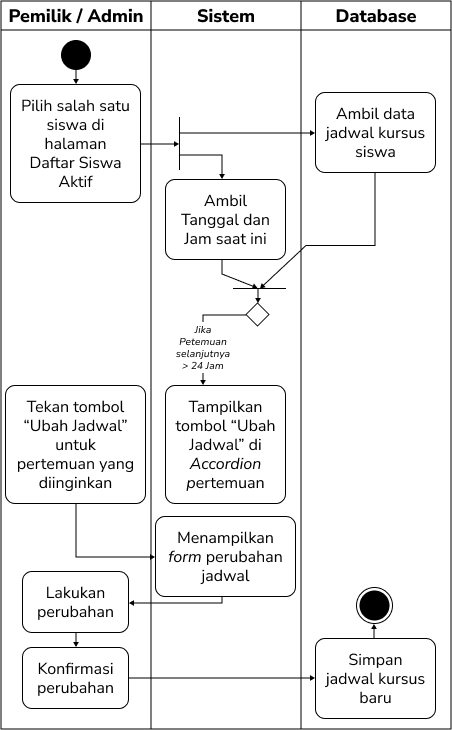 Pemilik / Admin
Sistem
Database
Pilih salah satu
siswa di
halaman
Daftar Siswa
Aktif
Ambil data
jadwal kursus
siswa
Ambil
Tanggal dan
Jam saat ini
Jika
Petemuan
selanjutnya
> 24 Jam
Tekan tombol
“Ubah Jadwal”
untuk
pertemuan yang
diinginkan
Tampilkan
tombol “Ubah
Jadwal” di
Accordion
pertemuan
Menampilkan
form perubahan
jadwal
Lakukan
perubahan
Konfirmasi
perubahan
Simpan
jadwal kursus
baru